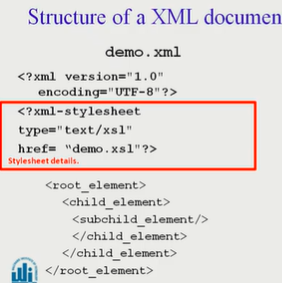 Structure of a XML documen
demo.xml
<?xml version="1.0"
encoding="UTF-8"?>
<?xml-stylesheet
type="text/xsl"
href= “demo.xsl"?>
Stylesheet details.
<root_element>
<child_element>
<subchild_element/>
</child_element>
</child_element>
</root_element>